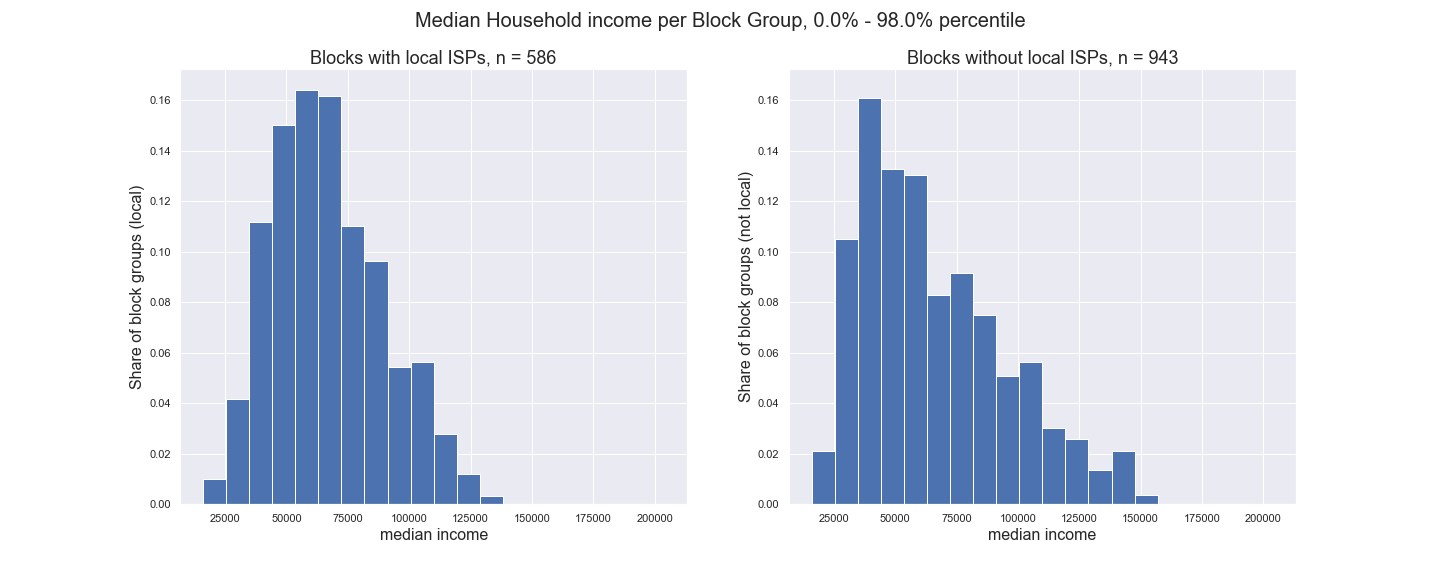 Median Household income per Block Group, 0.0% - 98.0% percentile
Blocks with local ISPs, n = 586
Share of block groups (local)
0.16
0.14
0.12
0.10
0.08
0.06
0.04
0.02
0.00
25000 50000 75000 100000 125000 150000 175000 200000
median income
Blocks without local ISPs, n = 943
Share of block groups (not local)
0.16
0.14
0.12
0.10
0.08
0.06
0.04
0.02
0.00
25000 50000 75000 100000 125000 150000 175000 200000
median income